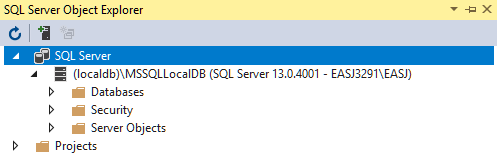 SQL Server Object Explorer
SQL Server
(localdb)\MSSQLLocalDB (SQL Server 13.0.4001 - EASJ3291\EASJ)
Databases
Security
Server Objects
Projects